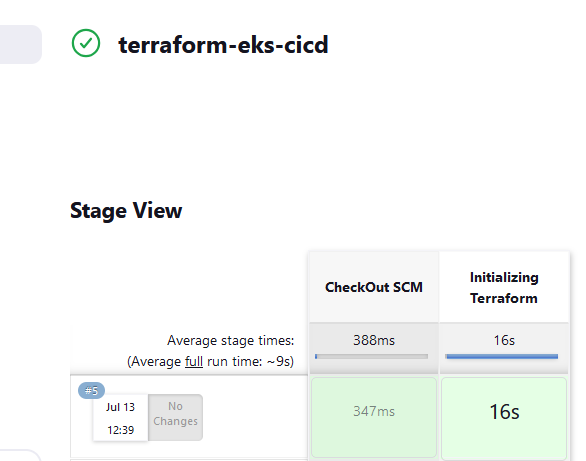 terraform-eks-cicd
Stage View
CheckOut SCM
Initializing
Terraform
Average stage times:
388ms
16s
(Average full run time: ~9s)
#5
Jul 13
12:39
No
Changes
347ms
16s